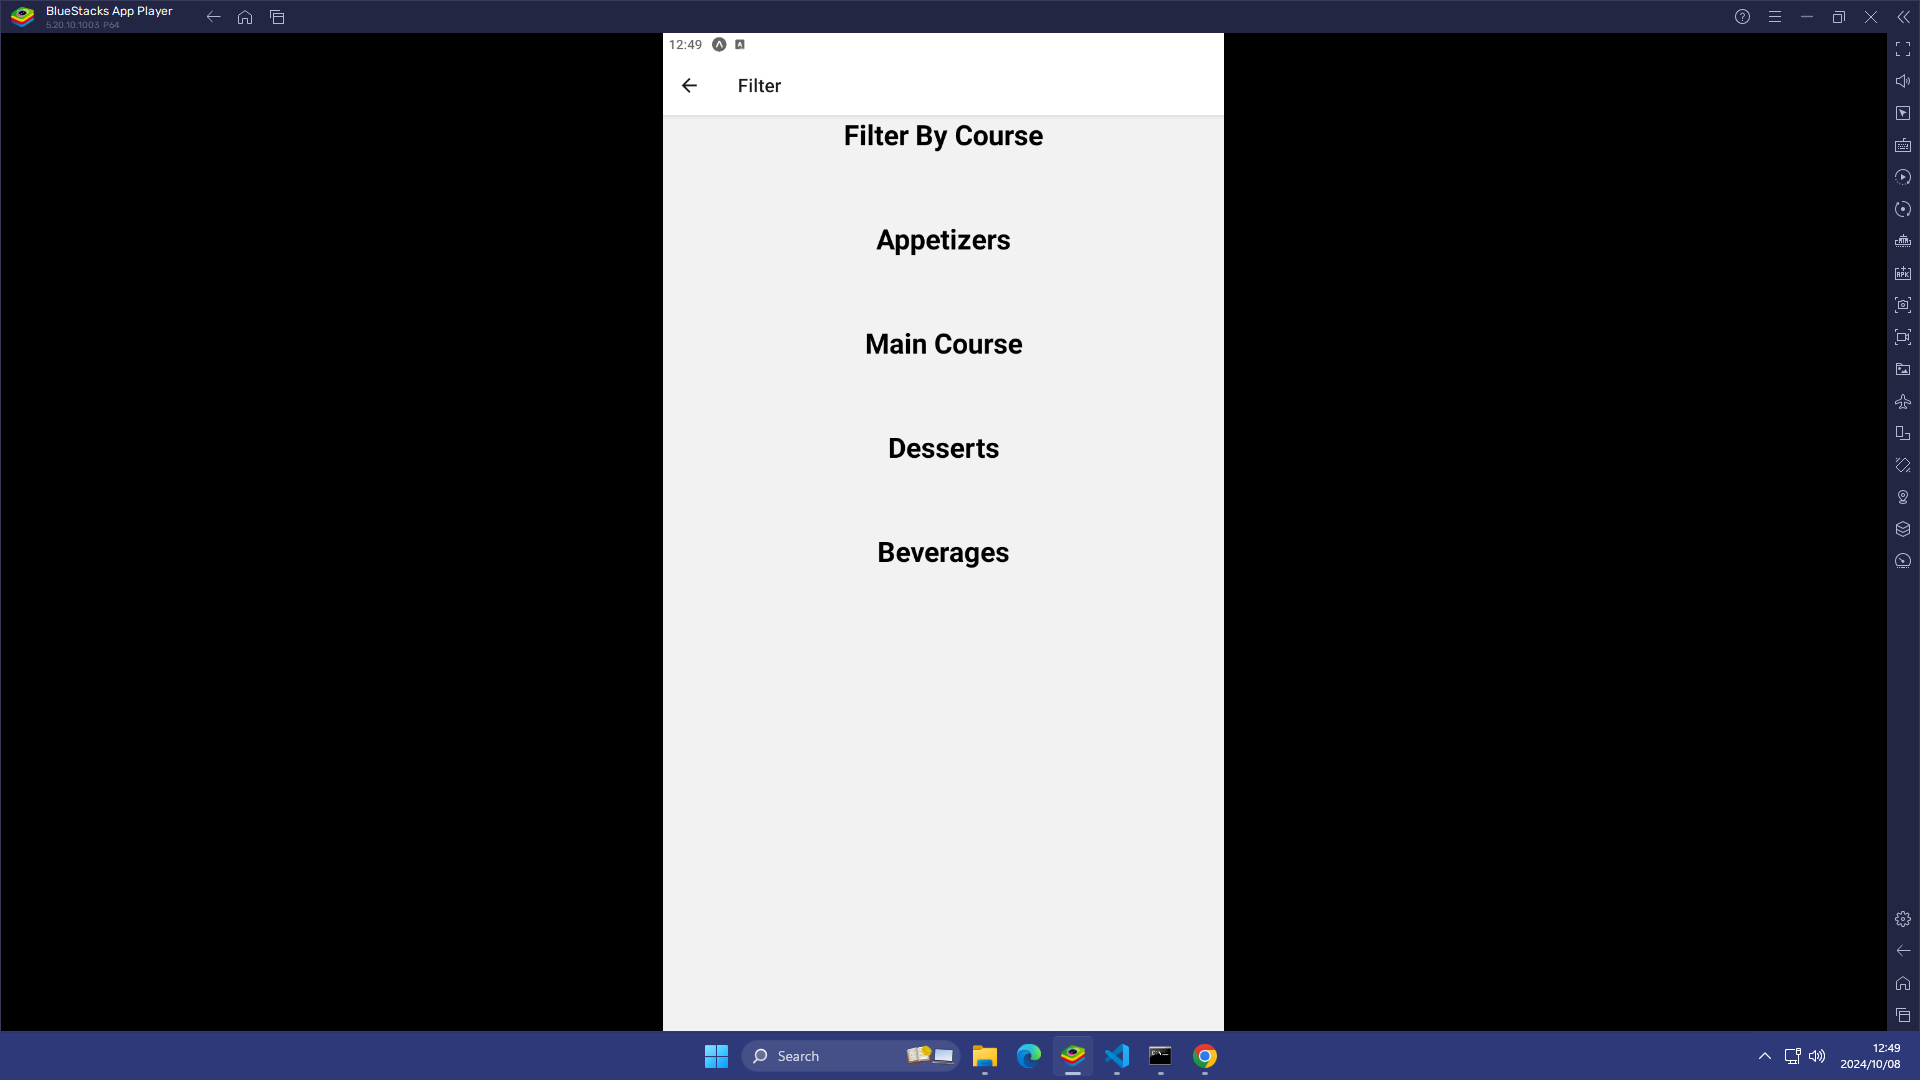 BlueStacks App Player
5.20.10.1003 P64
12:49
Filter
Filter By Course
Appetizers
Main Course
Desserts
Beverages
Search
12:49
2024/10/08